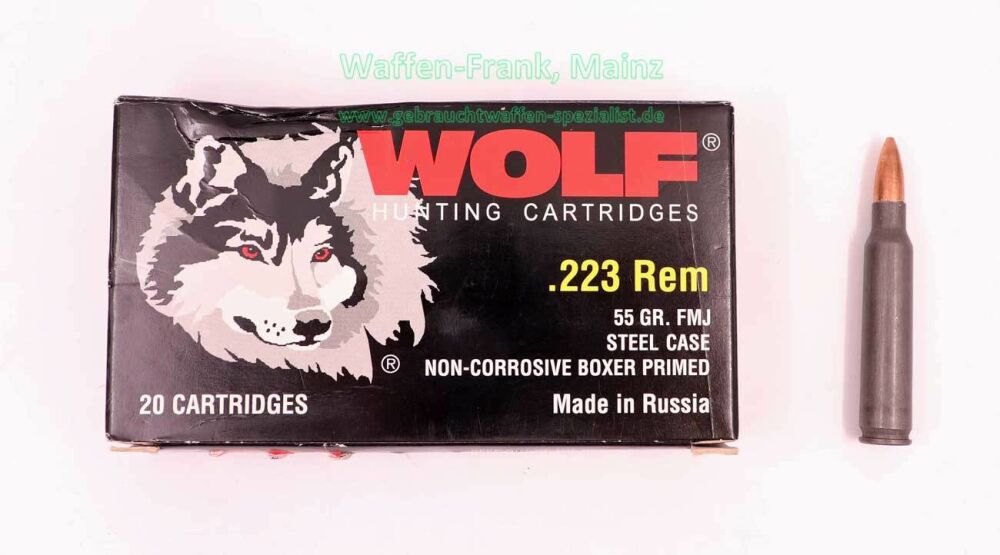 Waffen-Frank, Mainz
www.gebrauchtwaffen-spezialist.de
WOLF®
HUNTING CARTRIDGES
.223 Rem
55 GR. FMJ
STEEL CASE
NON-CORROSIVE BOXER PRIMED
®
20 CARTRIDGES
Made in Russia